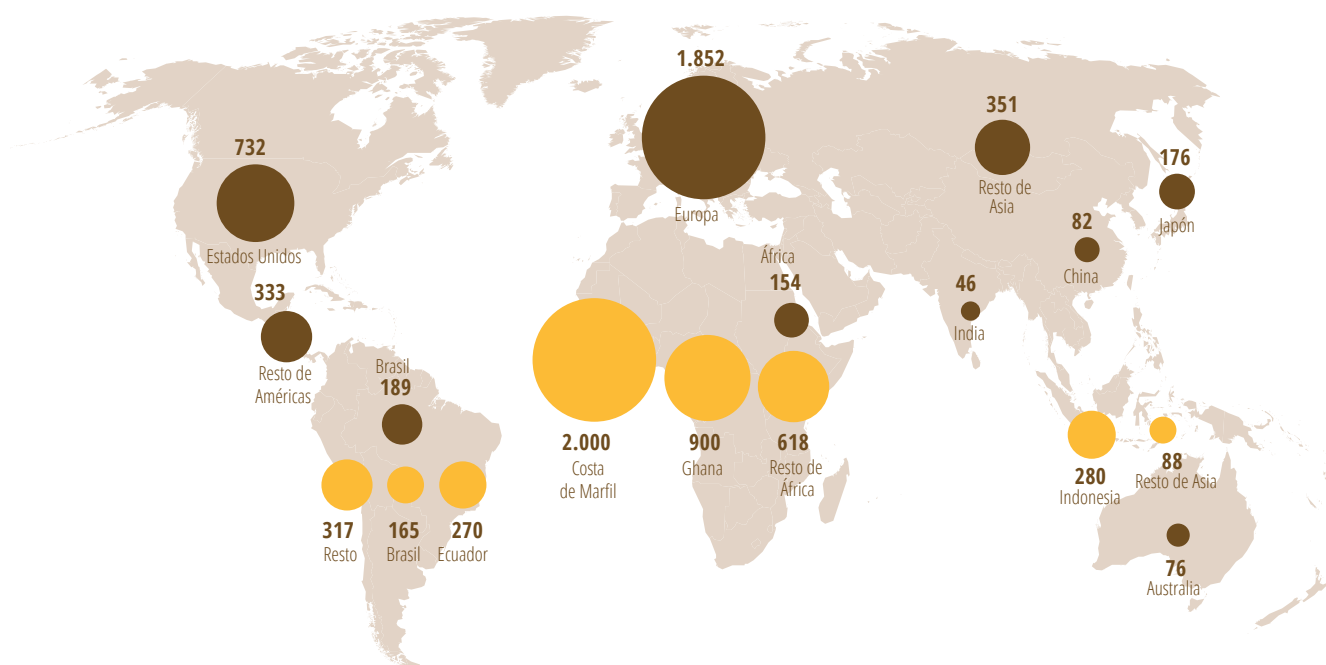 1.852
Europa
732
Estados Unidos
333
Resto de
Américas
Brasil
189
317
Resto
165
Brasil
270
Ecuador
África
154
2.000
Costa
de Marfil
900
Ghana
618
Resto de
África
351
Resto de
Asia
176
Japón
82
China
46
India
280
Indonesia
88
Resto de Asia
76
Australia